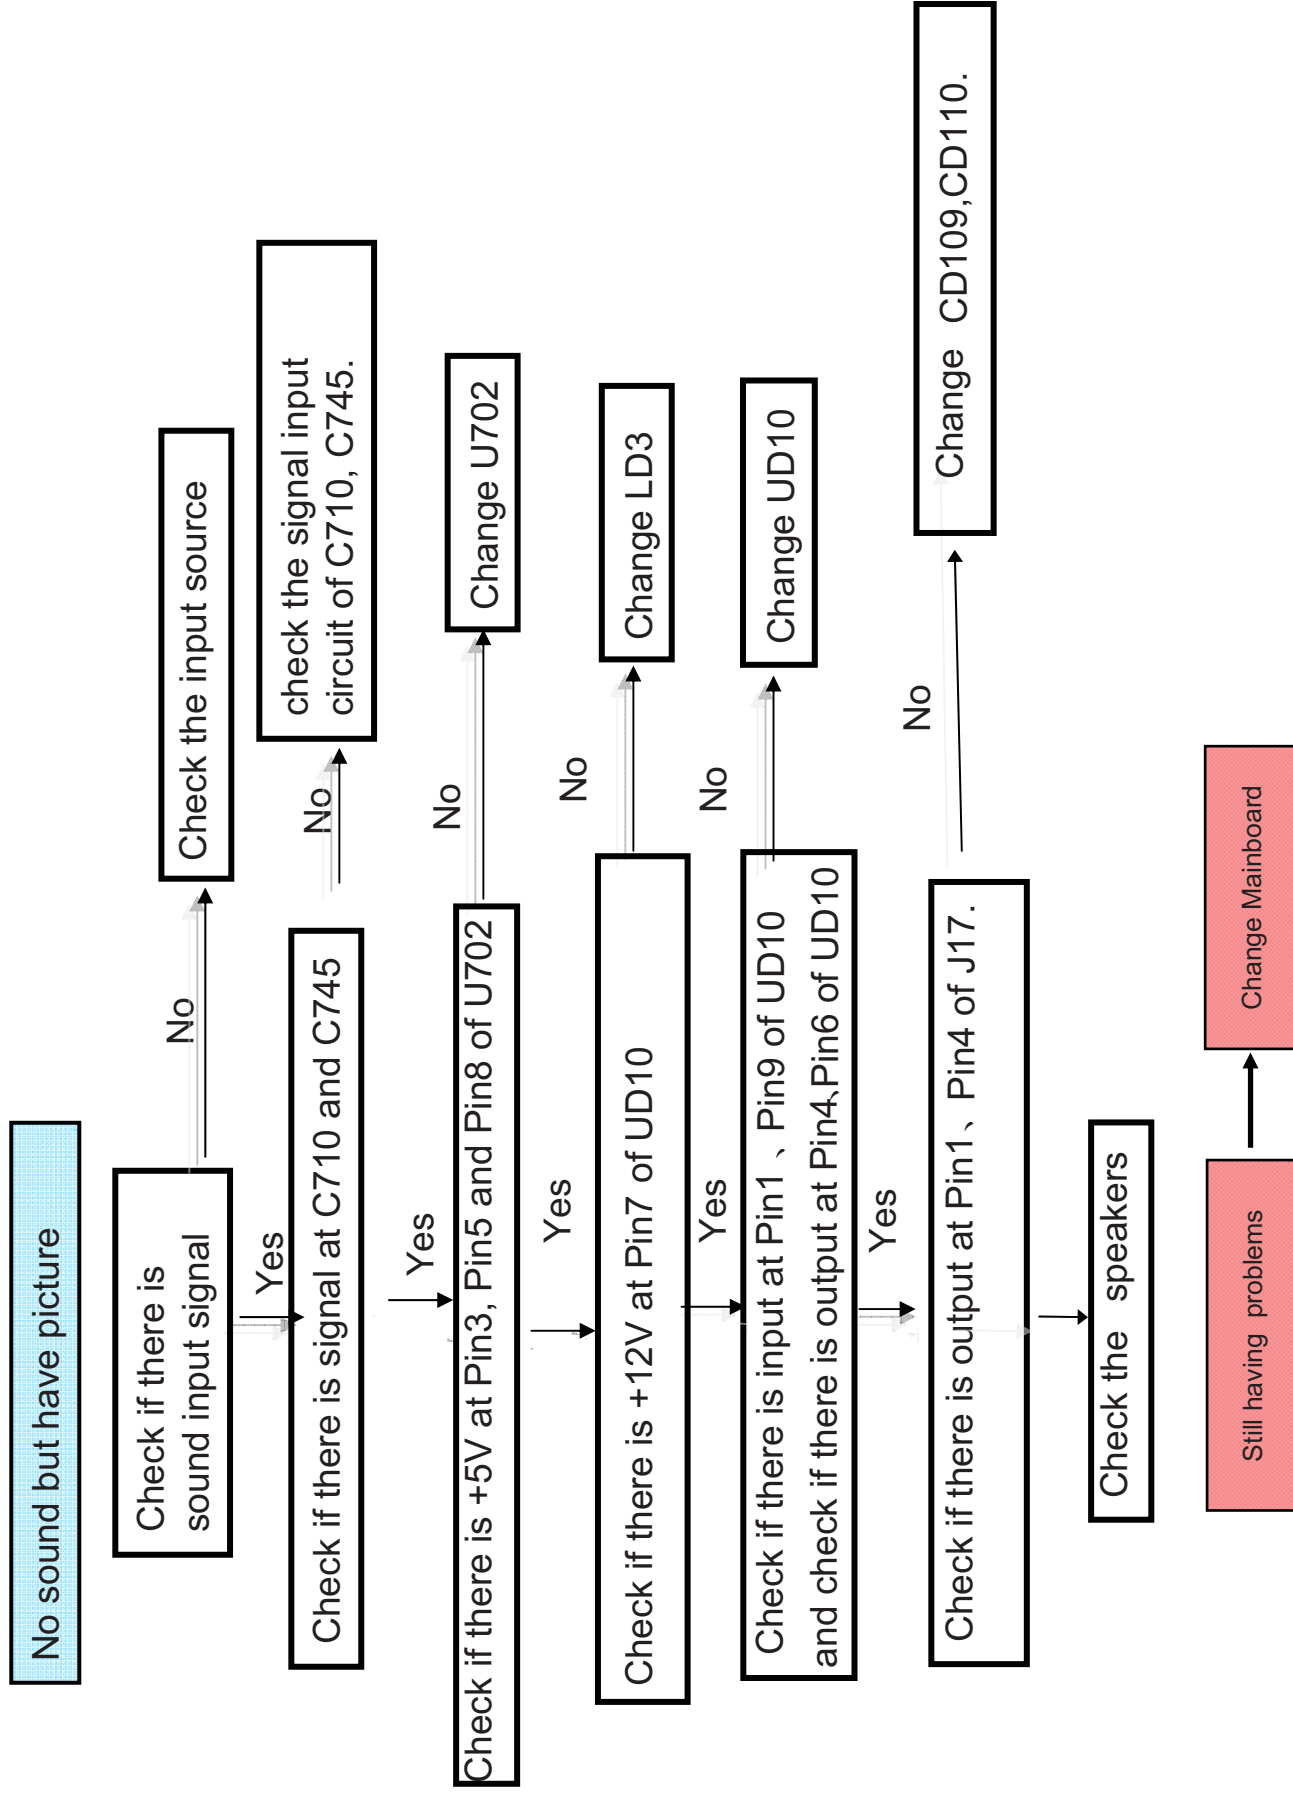 No sound but have picture
Check if there is
sound input signal
No
Check the input source
Yes
Check if there is signal at C710 and C745
No
check the signal input
circuit of C710, C745.
Yes
Check if there is +5V at Pin3, Pin5 and Pin8 of U702
No
Change U702
Yes
Check if there is +12V at Pin7 of UD10
No
Change LD3
Yes
Check if there is input at Pin1、Pin9 of UD10
and check if there is output at Pin4、Pin6 of UD10
No
Change UD10
Yes
Check if there is output at Pin1、Pin4 of J17.
No
Change CD109,CD110.
Check the speakers
Still having problems
Change Mainboard